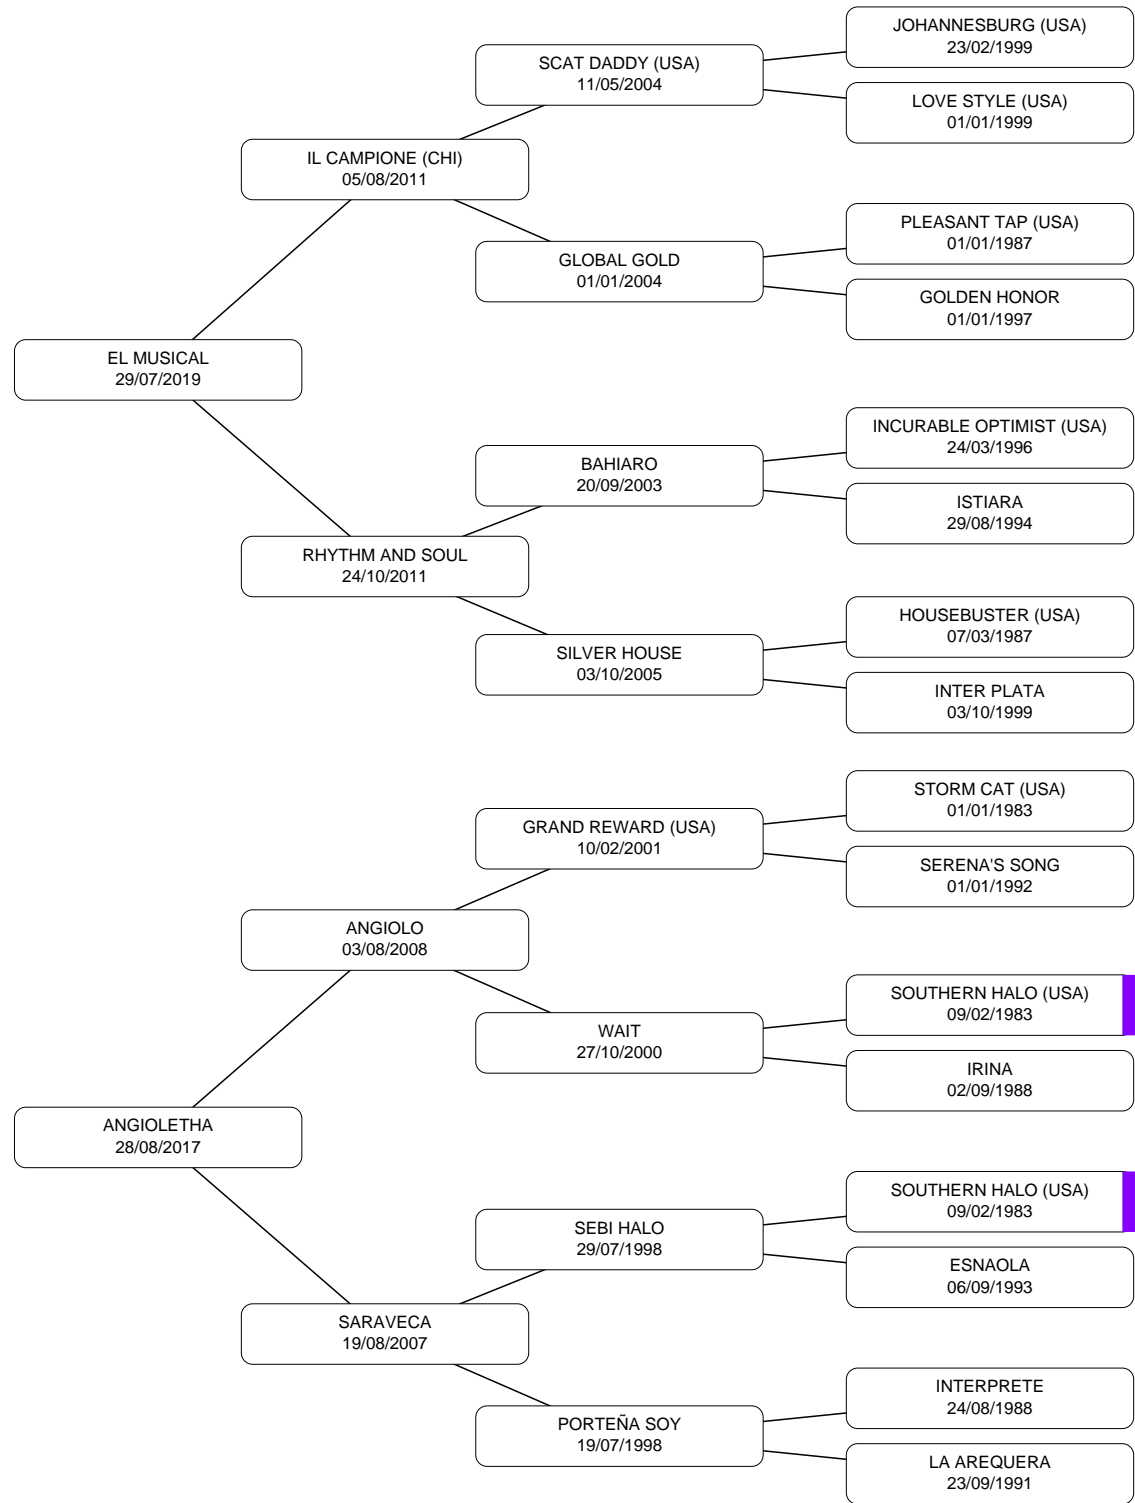 JOHANNESBURG (USA)
23/02/1999
SCAT DADDY (USA)
11/05/2004
LOVE STYLE (USA)
01/01/1999
IL CAMPIONE (CHI)
05/08/2011
PLEASANT TAP (USA)
01/01/1987
GLOBAL GOLD
01/01/2004
GOLDEN HONOR
01/01/1997
EL MUSICAL
29/07/2019
INCURABLE OPTIMIST (USA)
24/03/1996
BAHIARO
20/09/2003
ISTIARA
29/08/1994
RHYTHM AND SOUL
24/10/2011
HOUSEBUSTER (USA)
07/03/1987
SILVER HOUSE
03/10/2005
INTER PLATA
03/10/1999
STORM CAT (USA)
01/01/1983
GRAND REWARD (USA)
10/02/2001
SERENA'S SONG
01/01/1992
ANGIOLO
03/08/2008
SOUTHERN HALO (USA)
09/02/1983
WAIT
27/10/2000
IRINA
02/09/1988
ANGIOLETHA
28/08/2017
SOUTHERN HALO (USA)
09/02/1983
SEBI HALO
29/07/1998
ESNAOLA
06/09/1993
SARAVECA
19/08/2007
INTERPRETE
24/08/1988
PORTEÑA SOY
19/07/1998
LA AREQUERA
23/09/1991